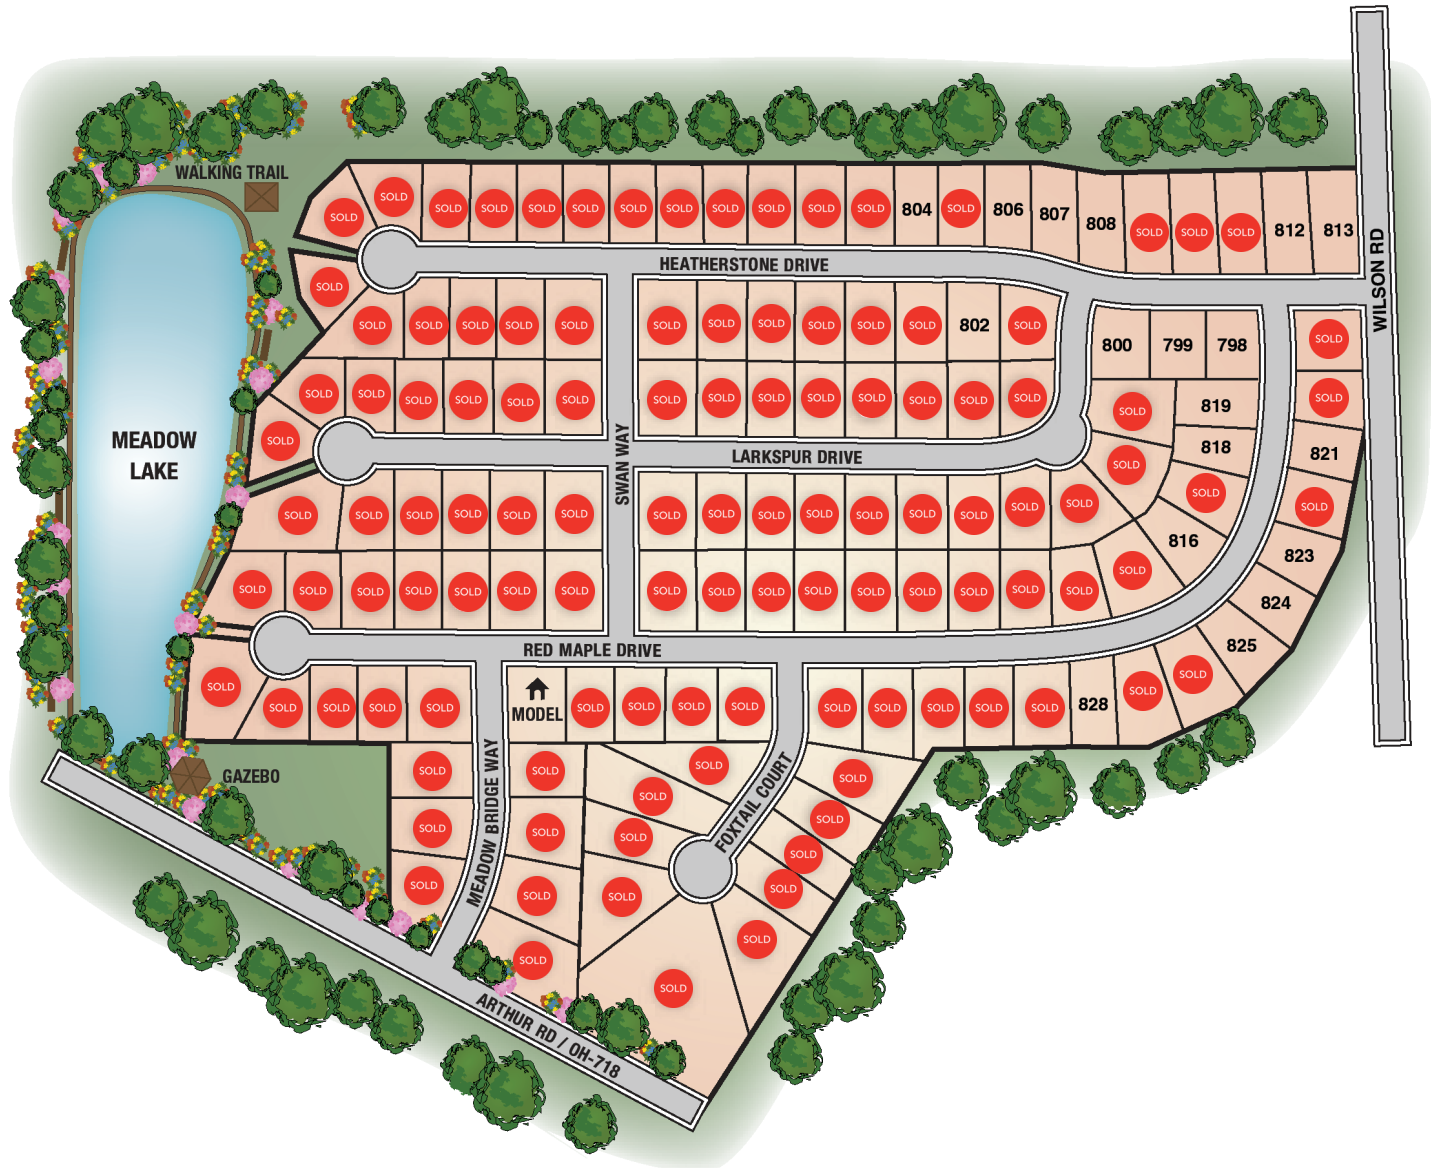 WALKING TRAIL
SOLD SOLD SOLD SOLD SOLD SOLD SOLD SOLD SOLD SOLD SOLD SOLD 804 SOLD 806 807 808 SOLD SOLD SOLD 812 813
HEATHERSTONE DRIVE
WILSON RD
SOLD
SOLD SOLD SOLD SOLD SOLD SOLD SOLD SOLD SOLD SOLD SOLD 802 SOLD 800 799 798 SOLD
SOLD SOLD SOLD SOLD SOLD SOLD SOLD SOLD SOLD SOLD SOLD SOLD SOLD SOLD SOLD 819 SOLD
MEADOW
LAKE
SOLD
SWAN WAY
LARKSPUR DRIVE
SOLD 818 821
SOLD SOLD
SOLD SOLD SOLD SOLD SOLD SOLD SOLD SOLD SOLD SOLD SOLD SOLD SOLD SOLD SOLD 816 823
SOLD SOLD SOLD SOLD SOLD SOLD SOLD SOLD SOLD SOLD SOLD SOLD SOLD SOLD SOLD SOLD SOLD 824
RED MAPLE DRIVE
825
SOLD SOLD SOLD SOLD SOLD MODEL SOLD SOLD SOLD SOLD SOLD SOLD SOLD SOLD SOLD 828 SOLD SOLD
GAZEBO
MEADOW BRIDGE WAY
FOXTAIL COURT
SOLD SOLD SOLD SOLD
SOLD
SOLD SOLD SOLD SOLD
SOLD
SOLD SOLD SOLD SOLD
SOLD
SOLD
SOLD
ARTHUR RD / OH-718